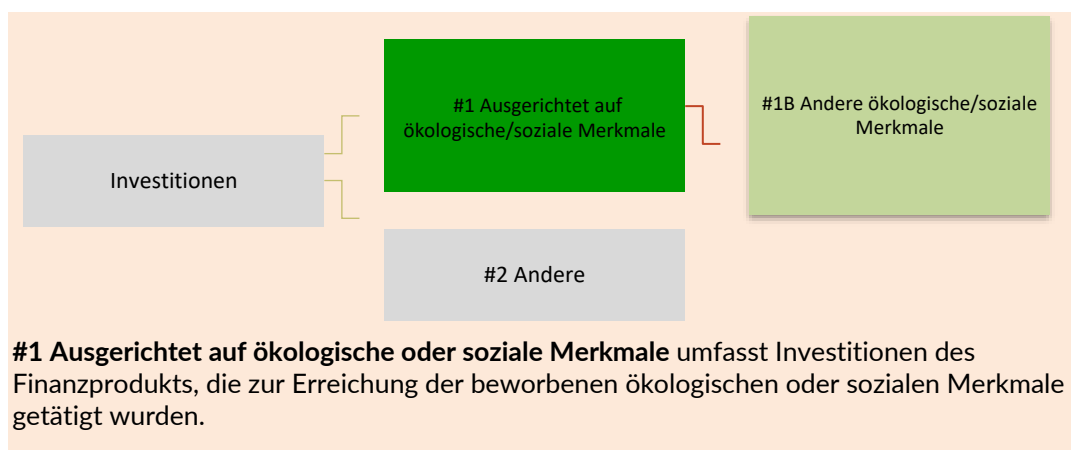 Investitionen
#1 Ausgerichtet auf
ökologische/soziale Merkmale
#1B Andere ökologische/soziale
Merkmale
#2 Andere
#1 Ausgerichtet auf ökologische oder soziale Merkmale umfasst Investitionen des
Finanzprodukts, die zur Erreichung der beworbenen ökologischen oder sozialen Merkmale
getätigt wurden.